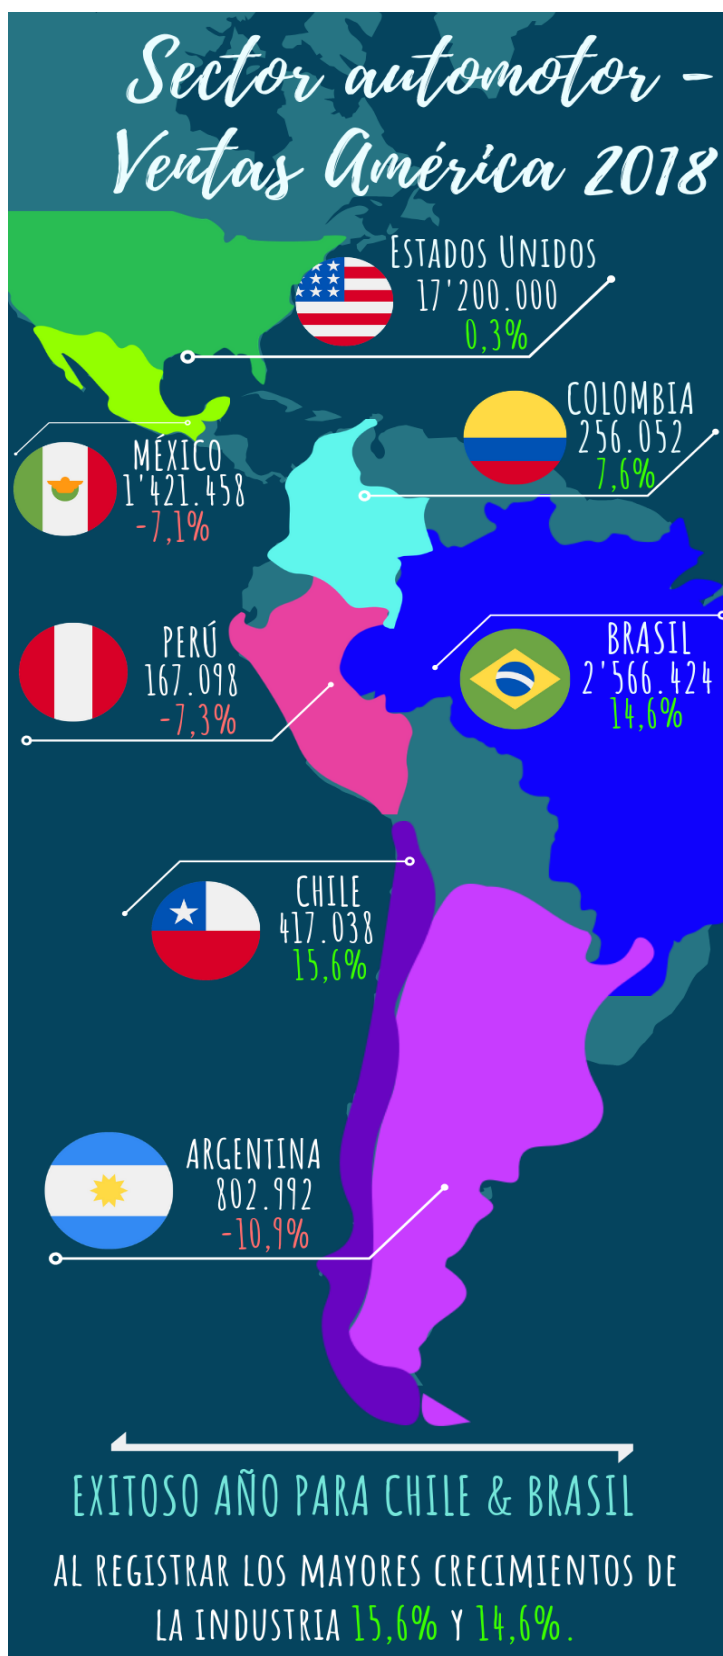 Sector automotor -
Ventas América 2018
ESTADOS UNIDOS
17'200.000
0,3%
COLOMBIA
256.052
7,6%
MÉXICO
1'421.458
-7,1%
PERÚ
167.098
-7,3%
BRASIL
2'566.424
14,6%
CHILE
417.038
15,6%
ARGENTINA
802.992
-10,9%
EXITOSO AÑO PARA CHILE & BRASIL
AL REGISTRAR LOS MAYORES CRECIMIENTOS DE
LA INDUSTRIA 15,6% Y 14,6%.